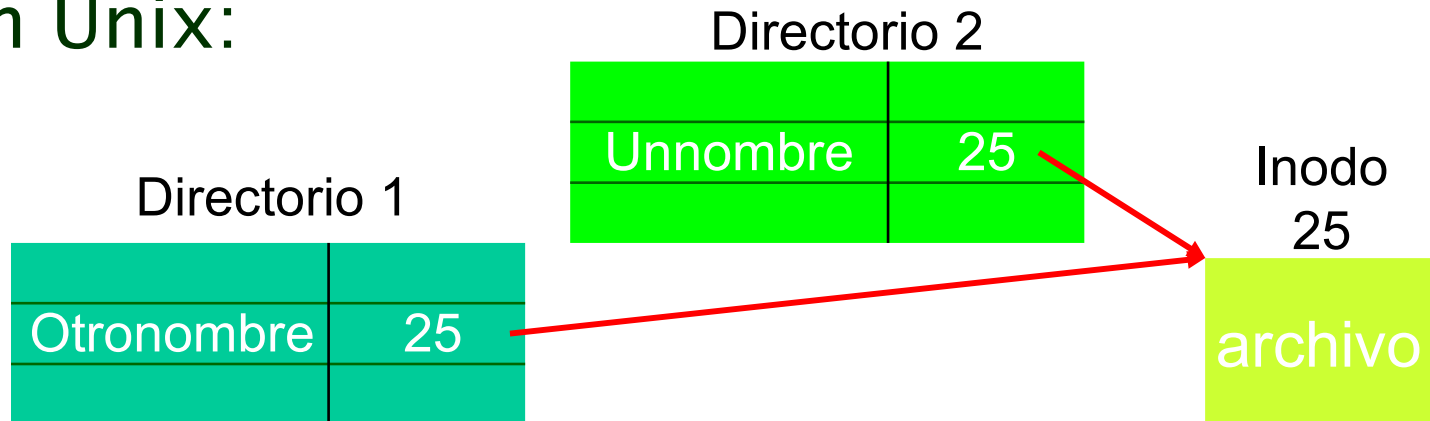 n Unix:
Directorio 2
Unnombre 25
Directorio 1
Otronombre 25
Inodo
25
archivo